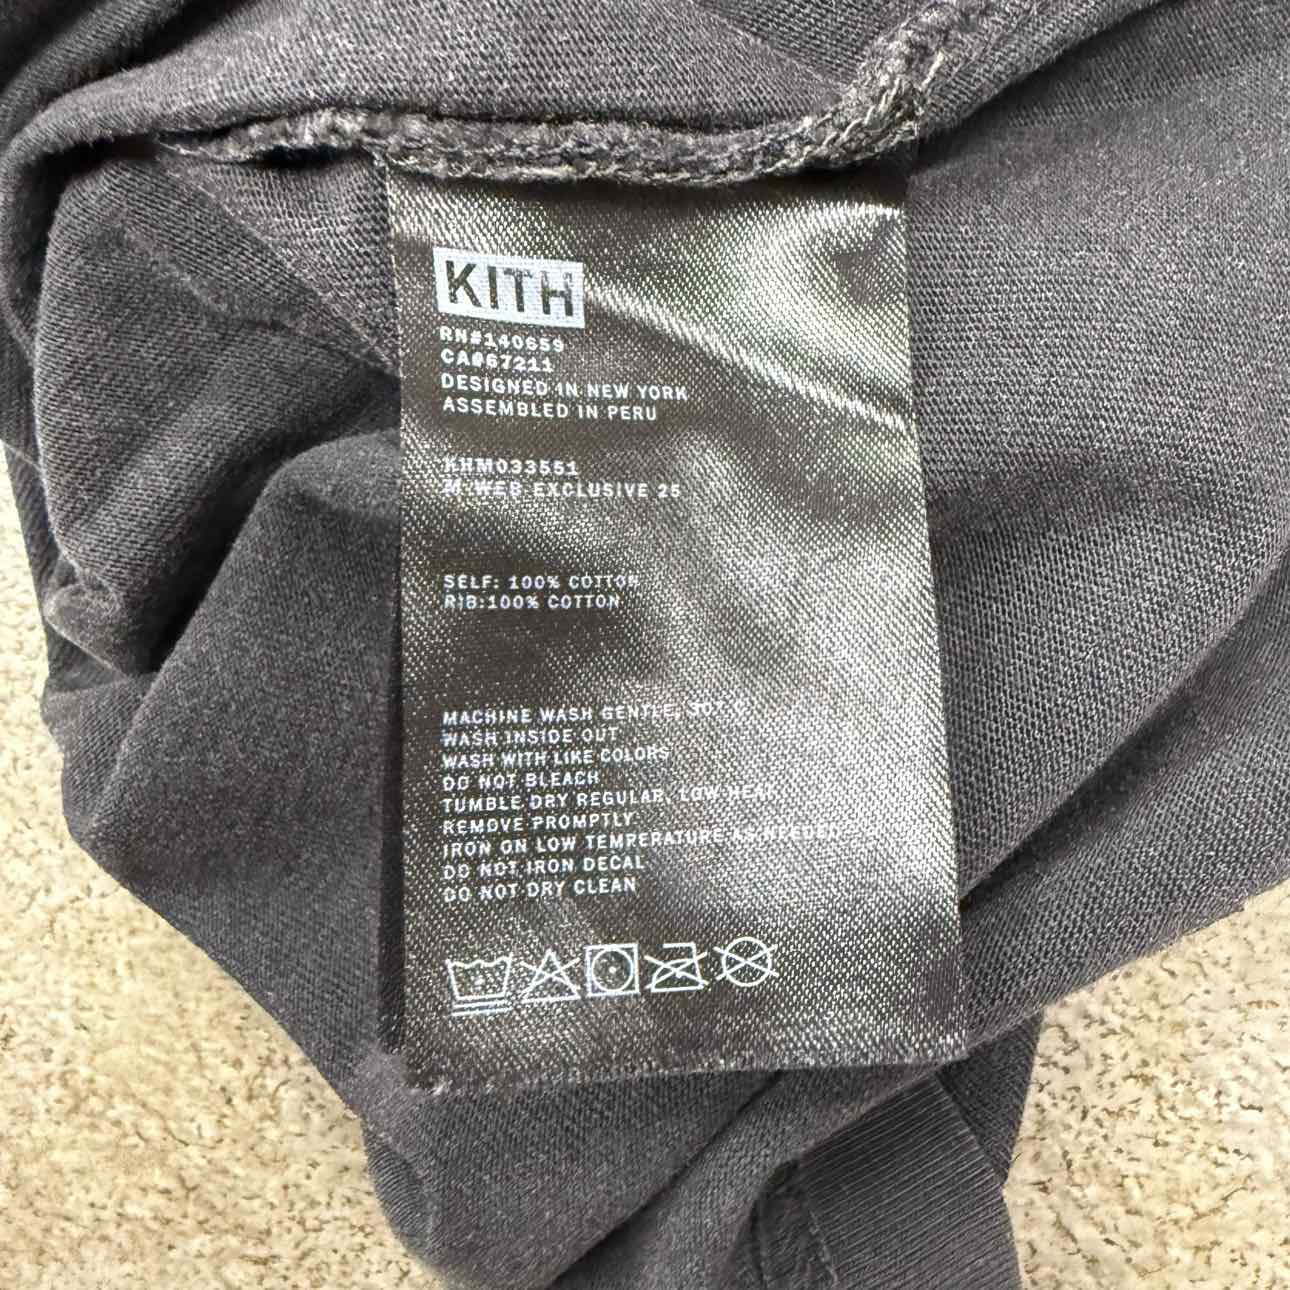 KITH
RN#140659
CA#67211
DESIGNED IN NEW YORK
ASSEMBLED IN PERU
KHM033551
M-WEB EXCLUSIVE 25
SELF: 100% COTTON
RIB:100% COTTON
MACHINE WASH GENTLE,
WASH INSIDE OUT
WASH WITH LIKE COLORS
DO NOT BLEACH
TUMBLE DRY REGULAR, LOW HEAT,
REMOVE PROMPTLY
IRON ON LOW TEMPERATURE AS NEEDED
DO NOT IRON DECAL
DO NOT DRY CLEAN